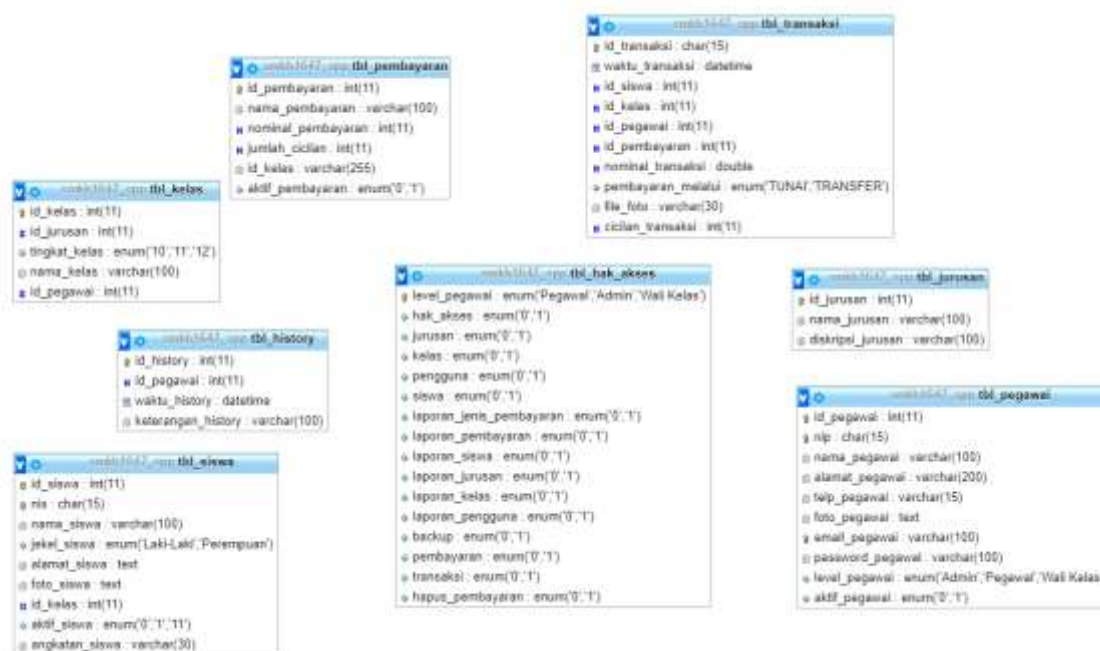 tbl_transaksi
id_transaksi : char(15)
waktu_transaksi : datetime
id_siswa : int(11)
id_kelas : int(11)
id_pegawai : int(11)
id_pembayaran : int(11)
nominal_transaksi : double
pembayaran_melalui : enum('TUNAI','TRANSFER')
file_foto : varchar(30)
cicilan_transaksi : int(11)
tbl_pembayaran
id_pembayaran : int(11)
nama_pembayaran : varchar(100)
nominal_pembayaran : int(11)
jumlah_cicilan : int(11)
id_kelas : varchar(255)
aktif_pembayaran : enum('0','1')
tbl_kelas
id_kelas : int(11)
id_jurusan : int(11)
tingkat_kelas : enum('10','11','12')
nama_kelas : varchar(100)
id_pegawai : int(11)
tbl_hak_akses
level_pegawai : enum('Pegawai','Admin','Wali Kelas')
hak_akses : enum('0','1')
jurusan : enum('0','1')
kelas : enum('0','1')
pengguna : enum('0','1')
siswa : enum('0','1')
laporan_jenis_pembayaran : enum('0','1')
laporan_pembayaran : enum('0','1')
laporan_siswa : enum('0','1')
laporan_jurusan : enum('0','1')
laporan_kelas : enum('0','1')
laporan_pengguna : enum('0','1')
backup : enum('0','1')
pembayaran : enum('0','1')
transaksi : enum('0','1')
hapus_pembayaran : enum('0','1')
tbl_jurusan
id_jurusan : int(11)
nama_jurusan : varchar(100)
diskripsi_jurusan : varchar(100)
tbl_history
id_history : int(11)
id_pegawai : int(11)
waktu_history : datetime
keterangan_history : varchar(100)
tbl_pegawai
id_pegawai : int(11)
nip : char(15)
nama_pegawai : varchar(100)
alamat_pegawai : varchar(200)
telp_pegawai : varchar(15)
foto_pegawai : text
email_pegawai : varchar(100)
password_pegawai : varchar(100)
level_pegawai : enum('Admin','Pegawai','Wali Kelas
aktif_pegawai : enum('0','1')
tbl_siswa
id_siswa : int(11)
nis : char(15)
nama_siswa : varchar(100)
jekel_siswa : enum('Laki-Laki','Perempuan')
alamat_siswa : text
foto_siswa : text
id_kelas : int(11)
aktif_siswa : enum('0','1','11')
angkatan_siswa : varchar(30)